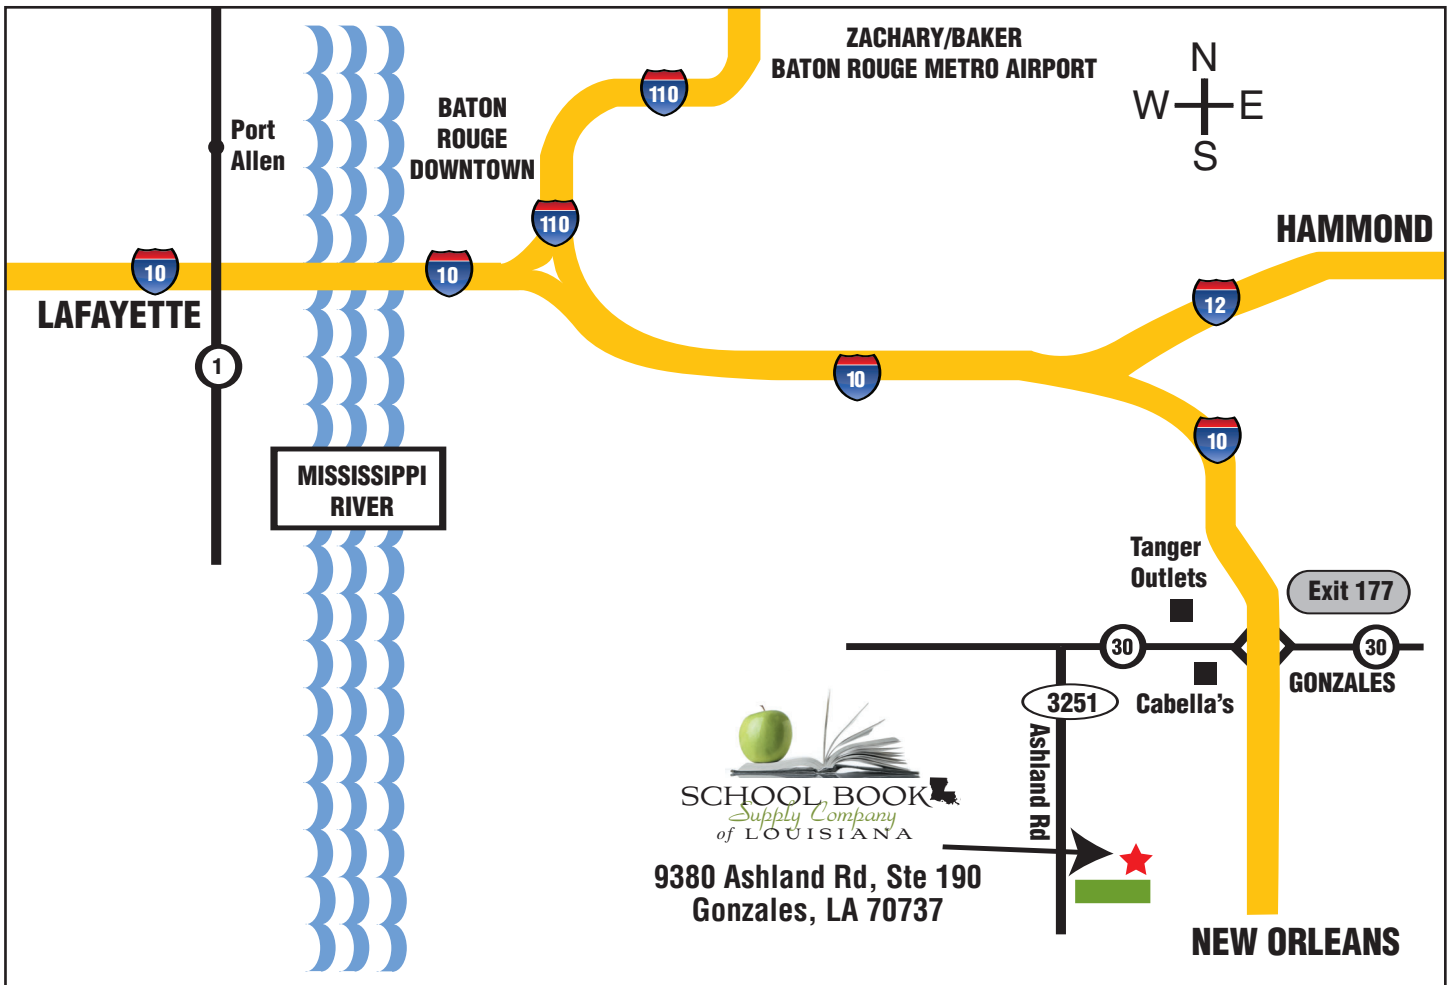 ZACHARY/BAKER
BATON ROUGE METRO AIRPORT
N
W E
S
110
BATON
ROUGE
DOWNTOWN
Port
Allen
110
HAMMOND
10
10
12
LAFAYETTE
1
10
10
MISSISSIPPI
RIVER
Tanger
Outlets
Exit 177
30
30
GONZALES
3251
Cabella's
Ashland Rd
SCHOOL BOOK
Supply Company
of LOUISIANA
9380 Ashland Rd, Ste 190
Gonzales, LA 70737
NEW ORLEANS